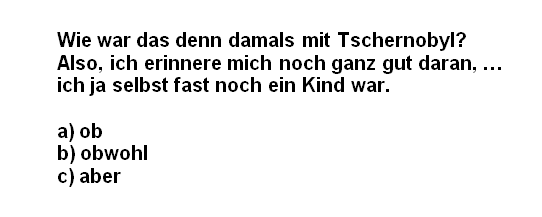 Wie war das denn damals mit Tschernobyl?
Also, ich erinnere mich noch ganz gut daran, ...
ich ja selbst fast noch ein Kind war.
a) ob
b) obwohl
c) aber